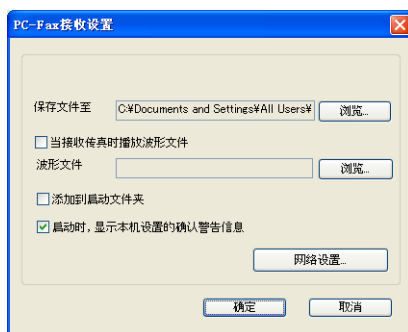 PC-Fax接收设置
保存文件至 C:¥Documents and Settings¥All Users¥ 浏览...
当接收传真时播放波形文件
波形文件 浏览...
添加到启动文件夹
启动时，显示本机设置的确认警告信息
网络设置...
确定 取消